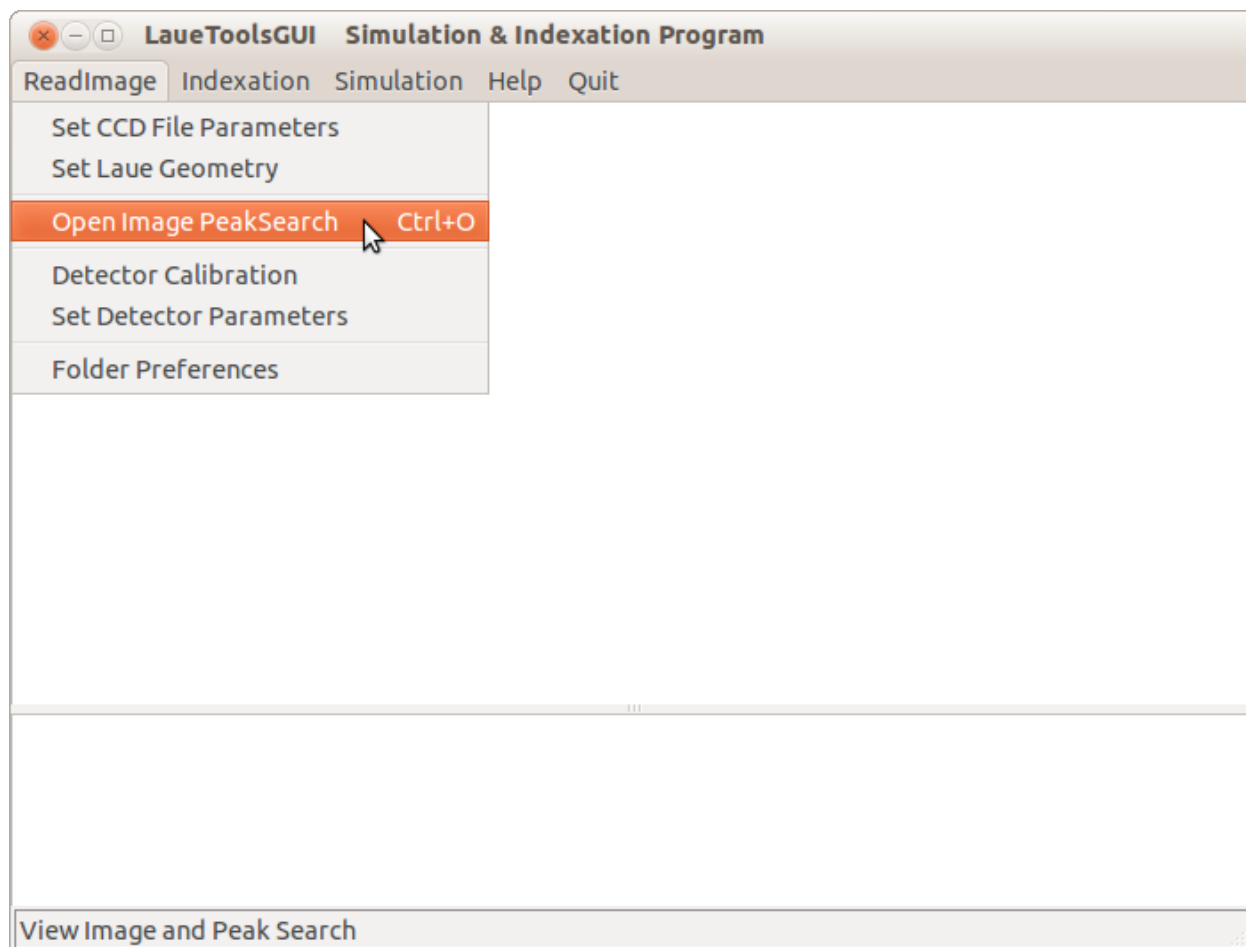 LaueToolsGUI Simulation & Indexation Program
ReadImage Indexation Simulation Help Quit
Set CCD File Parameters
Set Laue Geometry
Open Image PeakSearch Ctrl+O
Detector Calibration
Set Detector Parameters
Folder Preferences
View Image and Peak Search